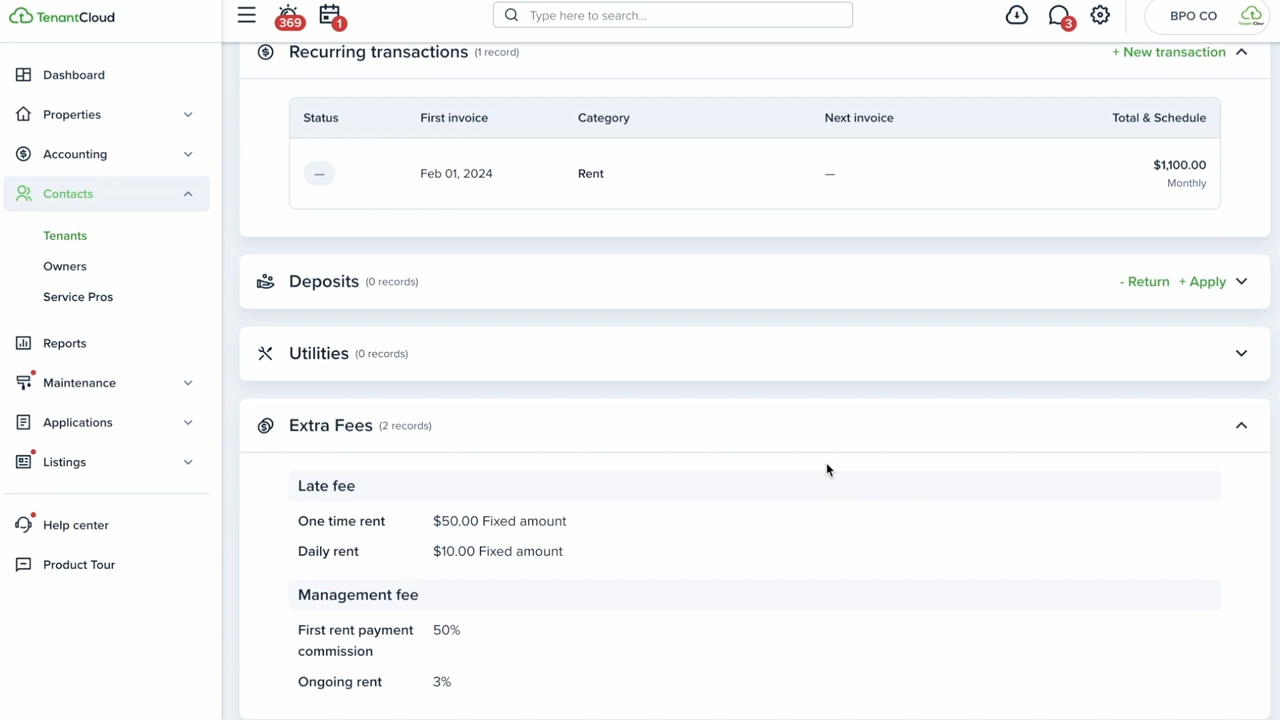 TenantCloud
369
1
Type here to search...
3
BPO CO
Tenant Cloud
Dashboard
Properties
Accounting
Contacts
Tenants
Owners
Service Pros
Reports
Maintenance
Applications
Listings
Help center
Product Tour
Recurring transactions (1 record)
+ New transaction
Status First invoice Category Next invoice Total & Schedule
— Feb 01, 2024 Rent — $1,100.00
Monthly
Deposits (0 records)
- Return + Apply
Utilities (0 records)
Extra Fees (2 records)
Late fee
One time rent $50.00 Fixed amount
Daily rent $10.00 Fixed amount
Management fee
First rent payment 50%
commission
Ongoing rent 3%